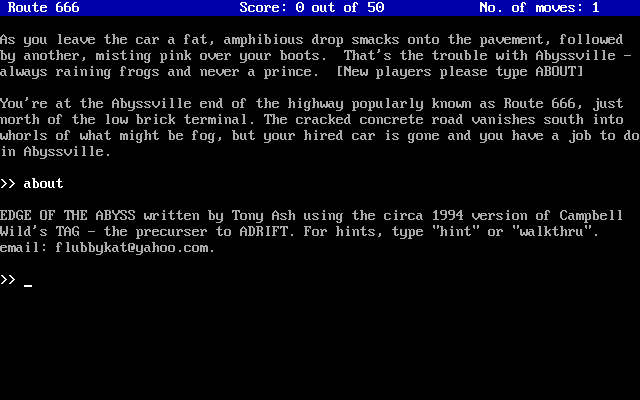 Route 666 Score: 0 out of 50 No. of moves: 1
As you leave the car a fat, amphibious drop smacks onto the pavement, followed
by another, misting pink over your boots.  That's the trouble with Abyssville -
always raining frogs and never a prince.  [New players please type ABOUT]
You're at the Abyssville end of the highway popularly known as Route 666, just
north of the low brick terminal. The cracked concrete road vanishes south into
whorls of what might be fog, but your hired car is gone and you have a job to do
in Abyssville.
>> about
EDGE OF THE ABYSS written by Tony Ash using the circa 1994 version of Campbell
Wild's TAG - the precurser to ADRIFT. For hints, type "hint" or "walkthru".
email: flubbykat@yahoo.com.
>> _